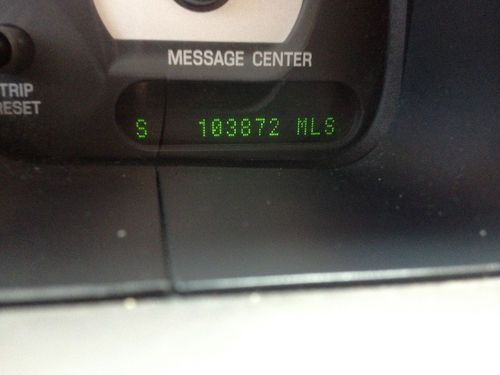 MESSAGE CENTER
TRIP
RESET
S 103872 MLS